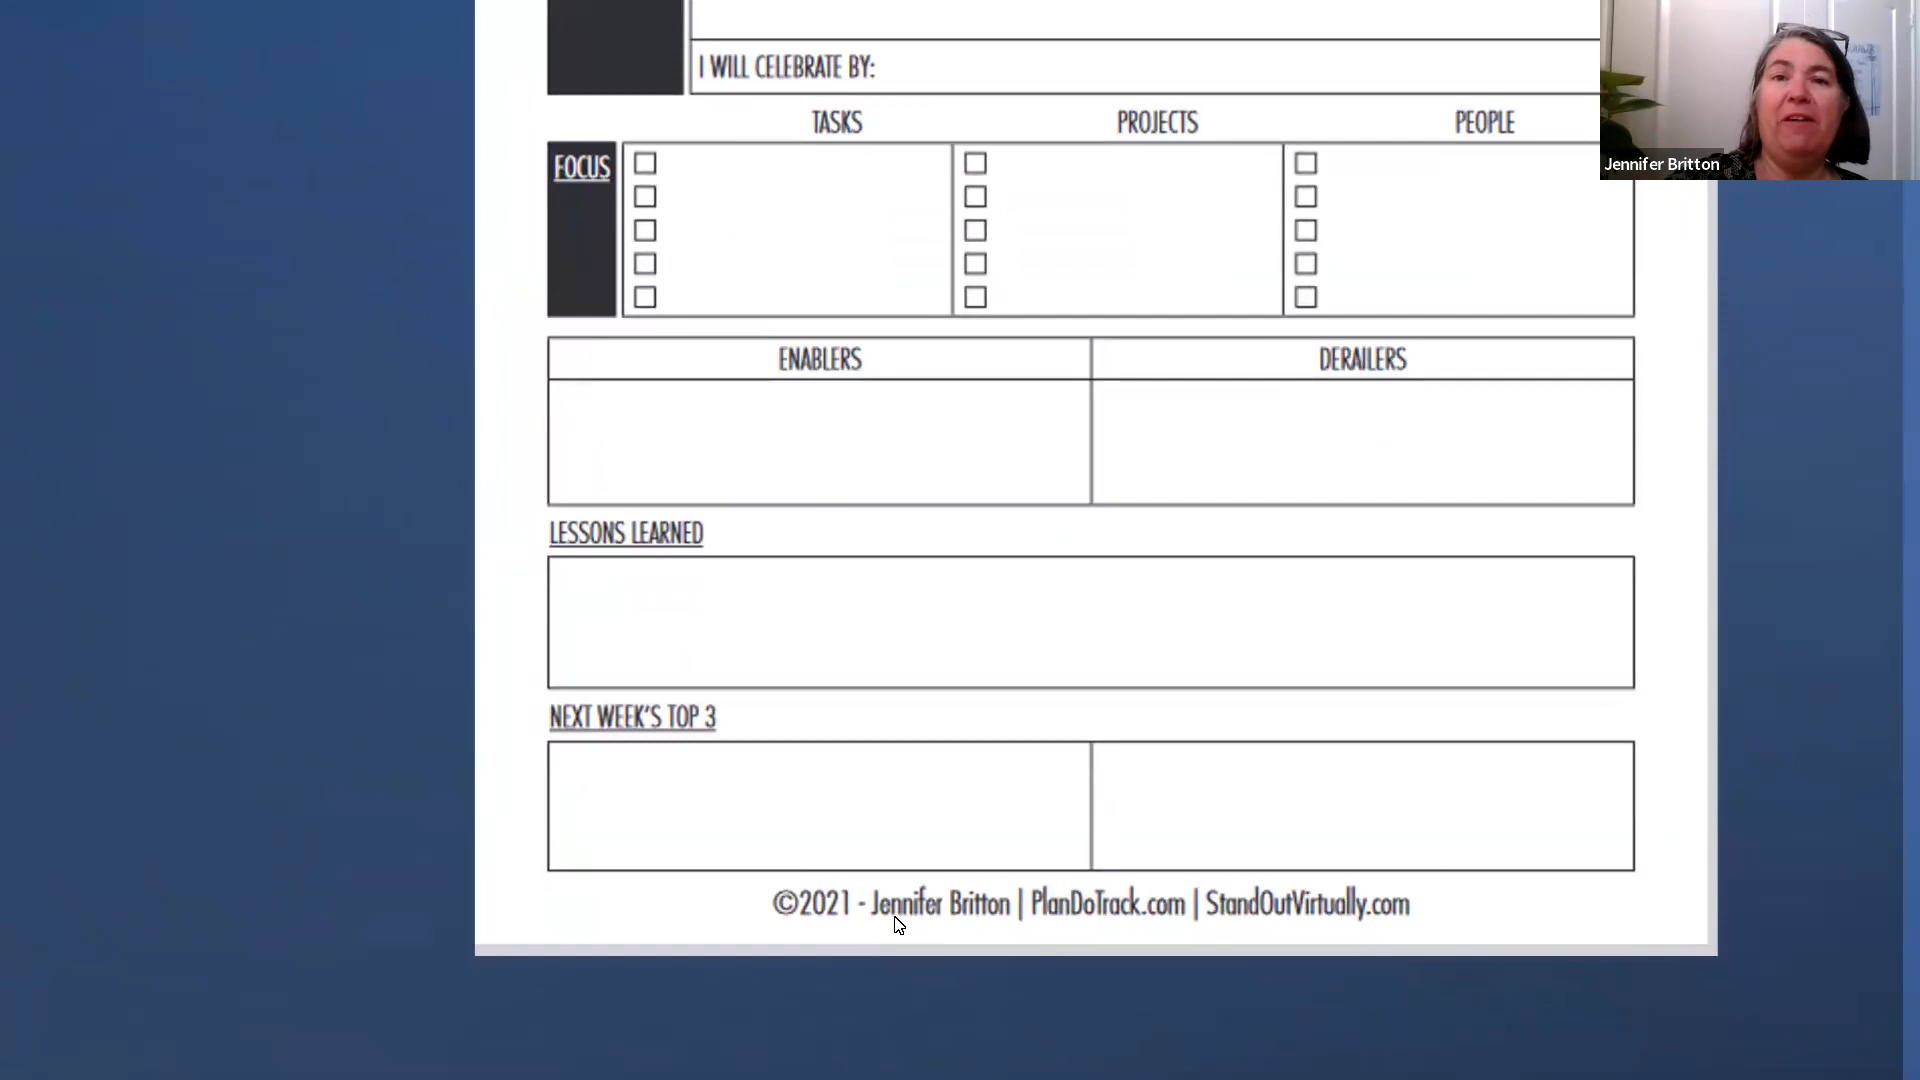 I WILL CELEBRATE BY:
TASKS PROJECTS PEOPLE
Jennifer Britton
FOCUS
ENABLERS DERAILERS
LESSONS LEARNED
NEXT WEEK'S TOP 3
©2021 - Jennifer Britton | PlanDoTrack.com | StandOutVirtually.com